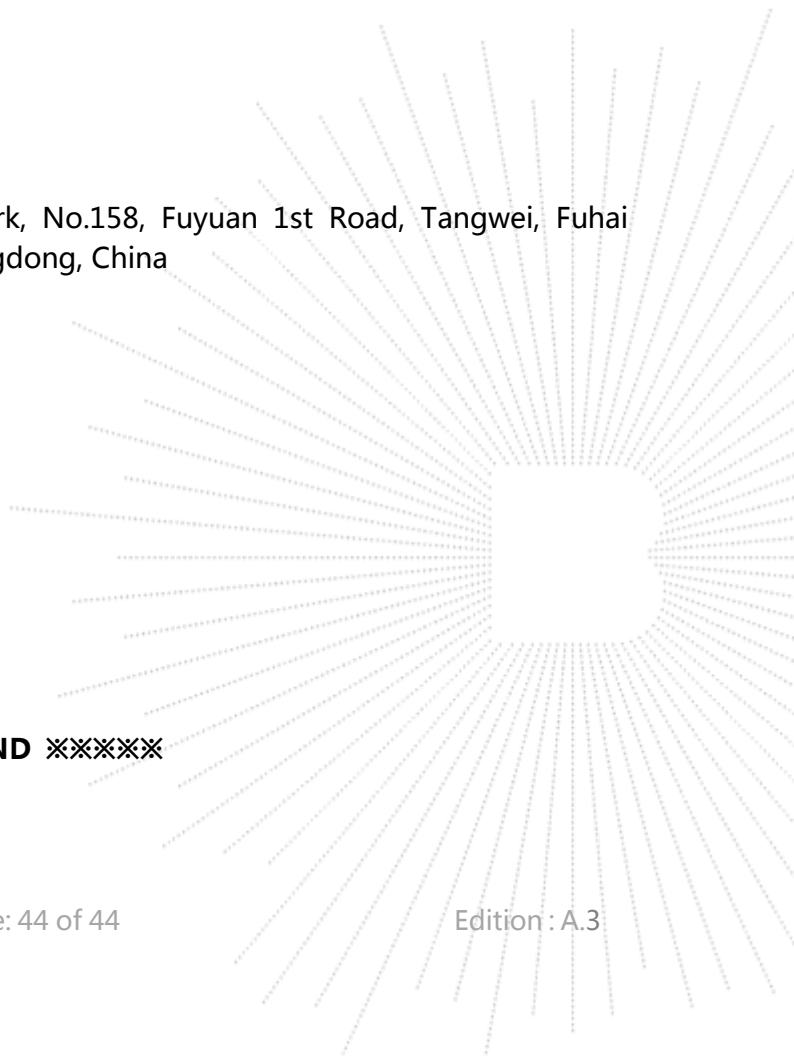 rk, No.158, Fuyuan 1st Road, Tangwei, Fuhai
gdong, China
ND ※※※※※
e: 44 of 44 Edition : A.3